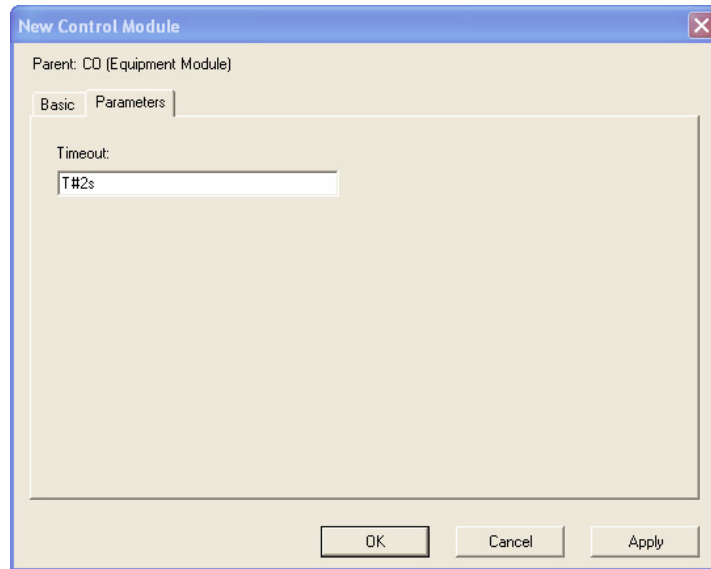 New Control Module
Parent: CO (Equipment Module)
Basic Parameters
Timeout:
T#2s
OK Cancel Apply